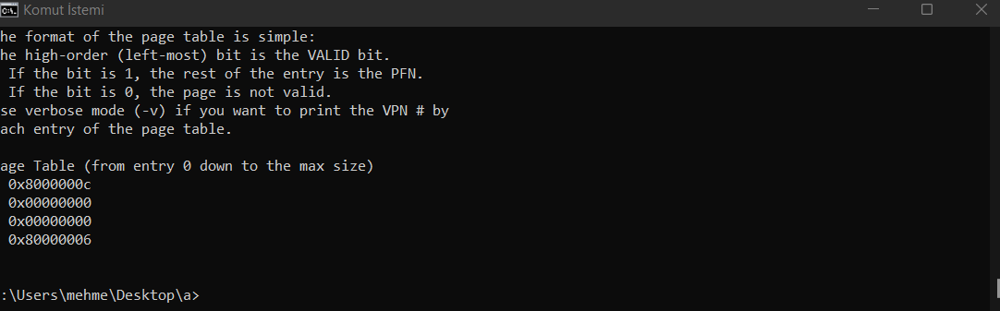 Komut İstemi
he format of the page table is simple:
he high-order (left-most) bit is the VALID bit.
If the bit is 1, the rest of the entry is the PFN.
If the bit is 0, the page is not valid.
se verbose mode (-v) if you want to print the VPN # by
ach entry of the page table.
age Table (from entry 0 down to the max size)
0x8000000c
0x00000000
0x00000000
0x80000006
:\Users\mehme\Desktop\a>